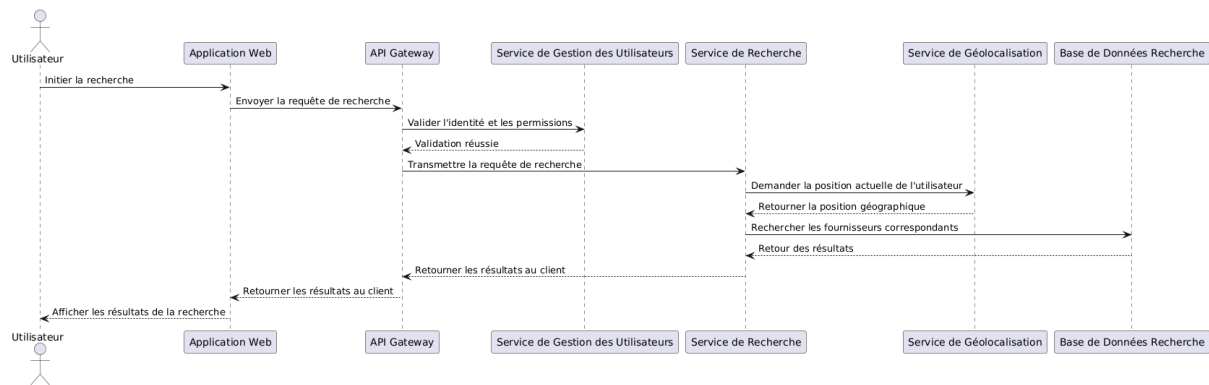 Utilisateur
Application Web
API Gateway
Service de Gestion des Utilisateurs
Service de Recherche
Service de Géolocalisation
Base de Données Recherche
Initier la recherche
Envoyer la requête de recherche
Valider l'identité et les permissions
Validation réussie
Transmettre la requête de recherche
Demander la position actuelle de l'utilisateur
Retourner la position géographique
Rechercher les fournisseurs correspondants
Retour des résultats
Retourner les résultats au client
Retourner les résultats au client
Afficher les résultats de la recherche
Utilisateur
Application Web
API Gateway
Service de Gestion des Utilisateurs
Service de Recherche
Service de Géolocalisation
Base de Données Recherche